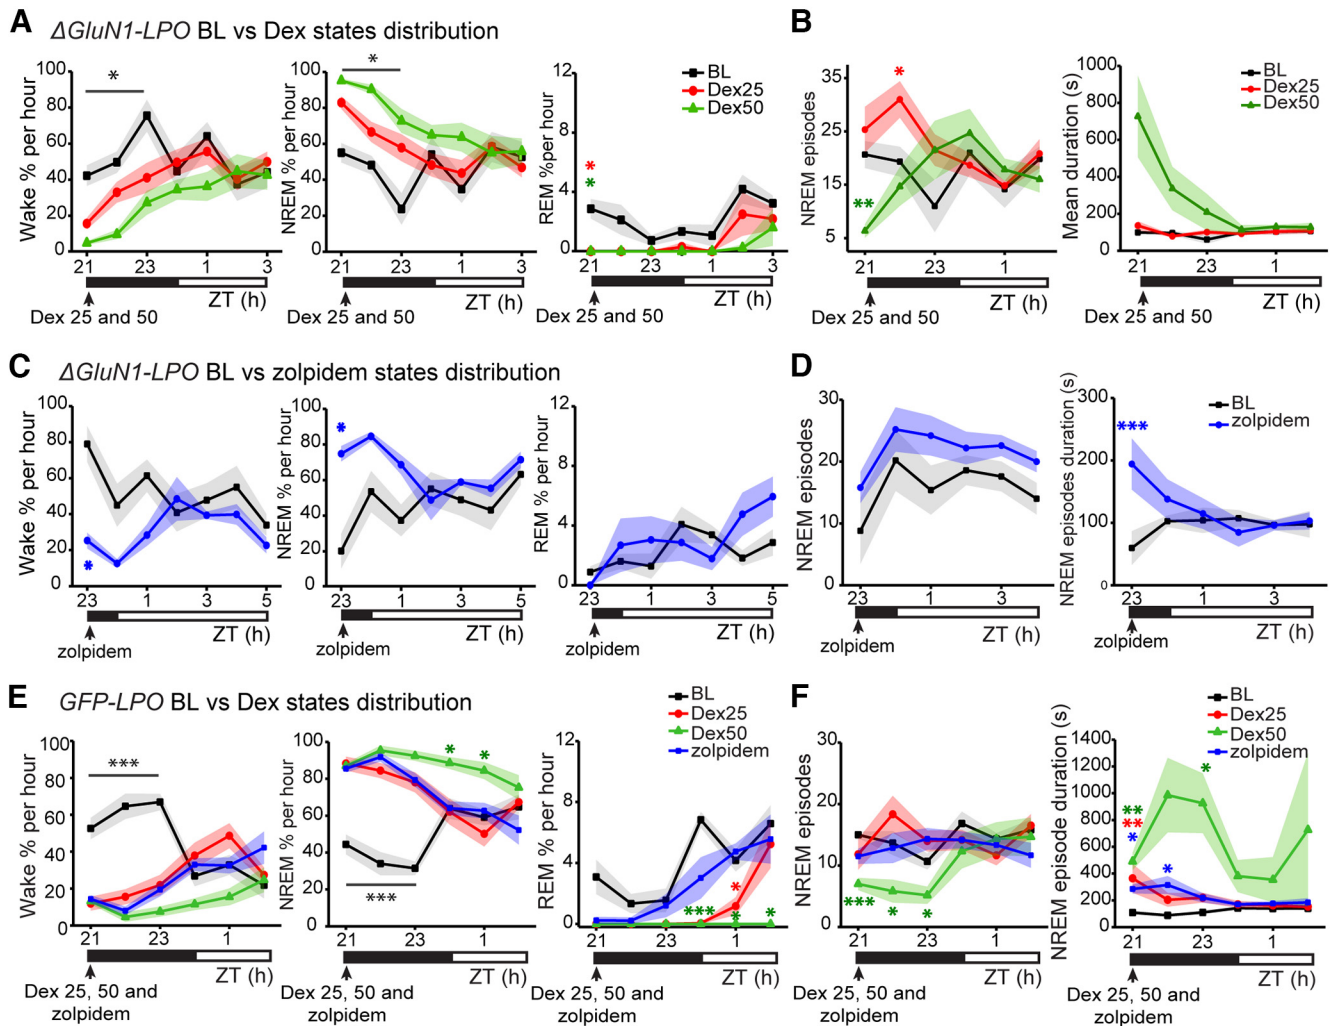 A ΔGluN1-LPO BL vs Dex states distribution
B
Wake % per hour
100
80
60
40
20
0
*
21 23 1 3
ZT (h)
Dex 25 and 50
NREM % per hour
100
80
60
40
20
0
*
21 23 1 3
ZT (h)
Dex 25 and 50
REM %per hour
12
8
4
0
*
*
BL
Dex25
Dex50
21 23 1 3
ZT (h)
Dex 25 and 50
NREM episodes
35
25
15
5
*
**
21 23 1
ZT (h)
Dex 25 and 50
Mean duration (s)
1000
800
600
400
200
0
BL
Dex25
Dex50
21 23 1
ZT (h)
C ΔGluN1-LPO BL vs zolpidem states distribution
D
Wake % per hour
100
80
60
40
20
0
*
23 1 3 5
ZT (h)
zolpidem
NREM % per hour
100
80
60
40
20
0
*
23 1 3 5
ZT (h)
zolpidem
REM % per hour
12
8
4
0
23 1 3 5
ZT (h)
zolpidem
NREM episodes
30
20
10
0
23 1 3
ZT (h)
zolpidem
NREM episodes duration (s)
300
200
100
0
***
BL
zolpidem
23 1 3
ZT (h)
zolpidem
E GFP-LPO BL vs Dex states distribution
F
Wake % per hour
100
80
60
40
20
0
***
21 23 1
ZT (h)
Dex 25, 50 and
zolpidem
NREM % per hour
100
80
60
40
20
0
* *
***
21 23 1
ZT (h)
Dex 25, 50 and
zolpidem
REM % per hour
12
8
4
0
BL
Dex25
Dex50
zolpidem
*
*** * *
21 23 1
ZT (h)
Dex 25, 50 and
zolpidem
NREM episodes
30
20
10
0
*** * *
21 23 1
ZT (h)
Dex 25, 50 and
zolpidem
NREM episode duration (s)
1400
1200
1000
800
600
400
200
0
BL
Dex25
Dex50
zolpidem
*
**
**
*
*
21 23 1
ZT (h)
Dex 25, 50 and
zolpidem